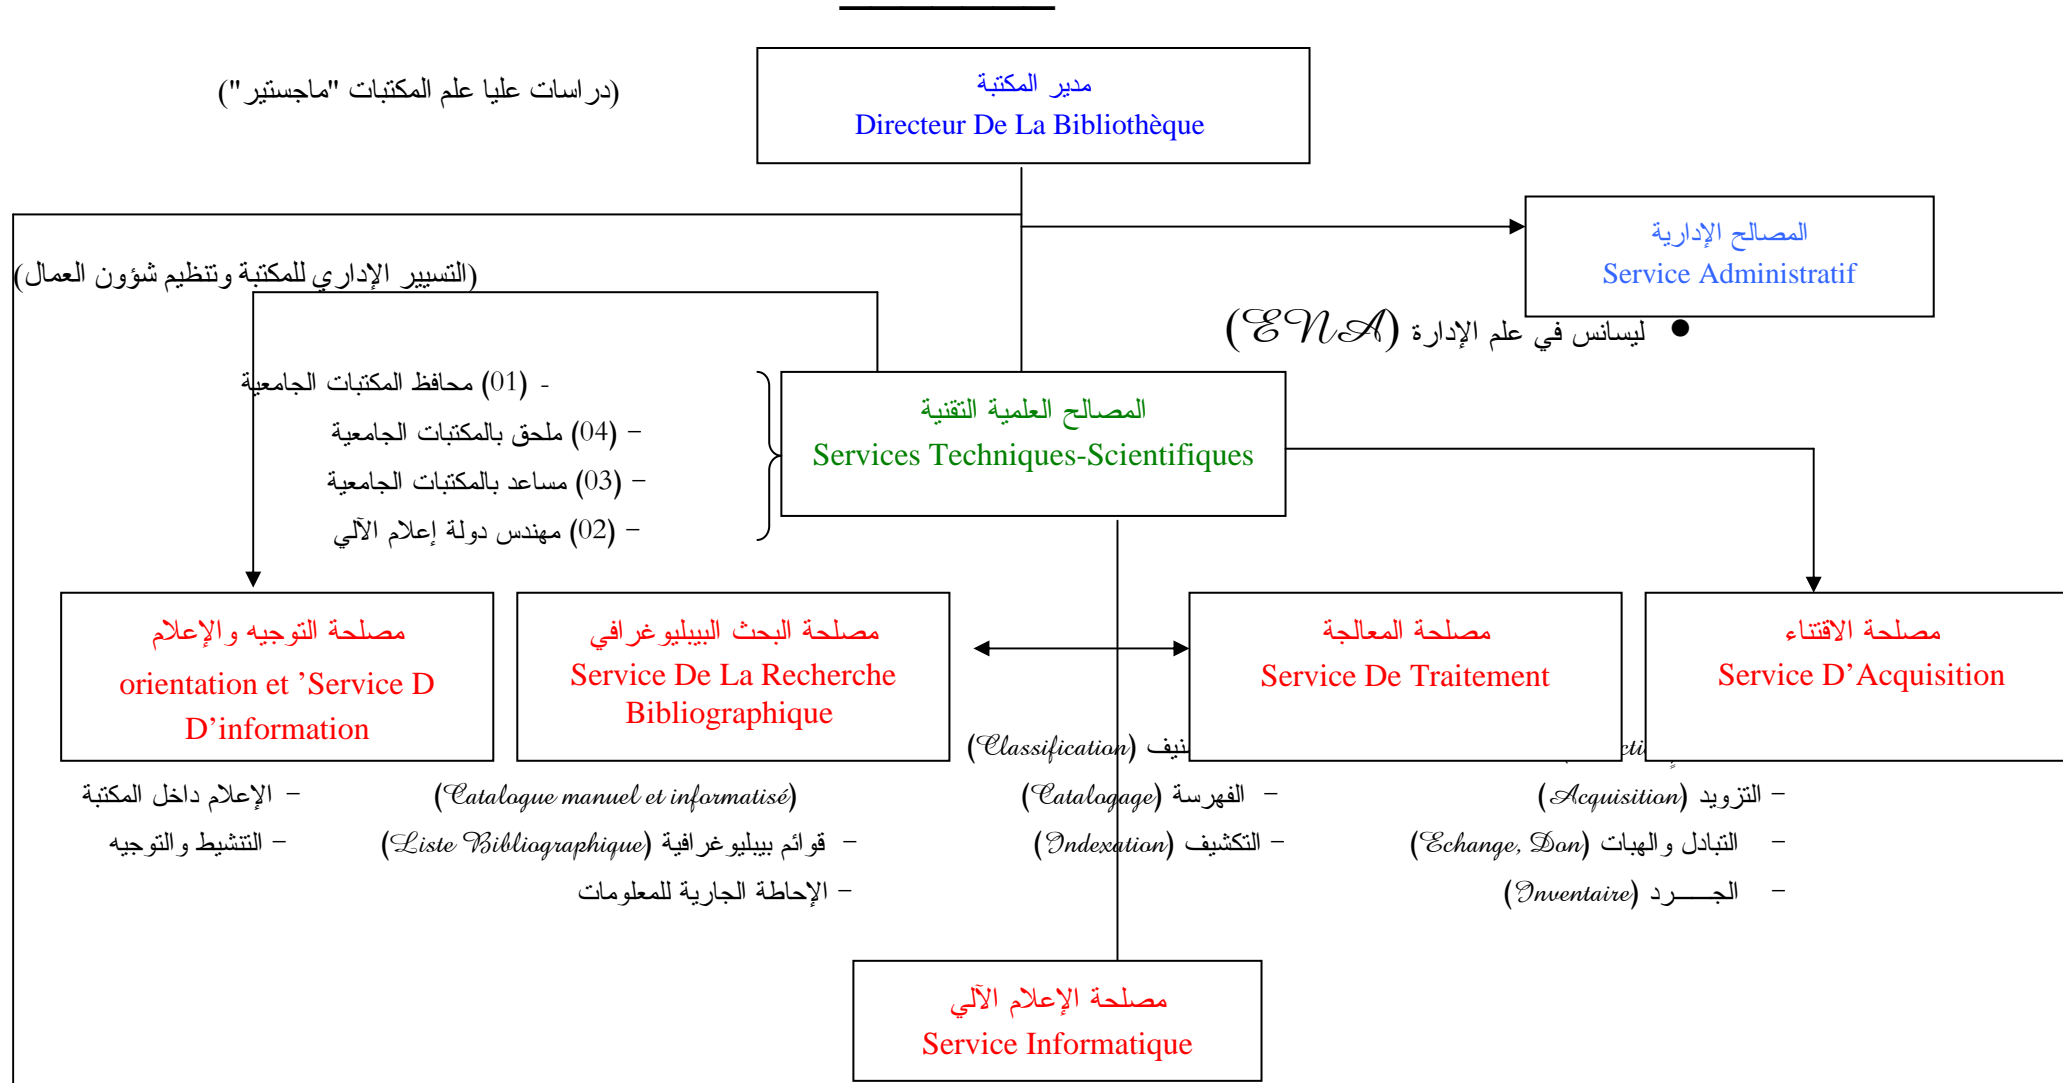 مدير المكتبة
Directeur De La Bibliothèque
(دراسات عليا علم المكتبات "ماجستير")
المصالح الإدارية
Service Administratif
(التسيير الإداري للمكتبة وتنظيم شؤون العمال)
● ليسانس في علم الإدارة (ENA)
المصالح العلمية التقنية
Services Techniques-Scientifiques
- (01) محافظ المكتبات الجامعية
– (04) ملحق بالمكتبات الجامعية
– (03) مساعد بالمكتبات الجامعية
– (02) مهندس دولة إعلام الآلي
مصلحة الاقتناء
Service D’Acquisition
– التزويد (Acquisition)
– التبادل والهبات (Echange, Don)
– الجـــــرد (Inventaire)
مصلحة المعالجة
Service De Traitement
(Classification)
– الفهرسة (Catalogage)
– التكشيف (Indexation)
مصلحة البحث البيبليوغرافي
Service De La Recherche
Bibliographique
(Catalogue manuel et informatisé)
– قوائم بيبليوغرافية (Liste Bibliographique)
– الإحاطة الجارية للمعلومات
مصلحة التوجيه والإعلام
orientation et ’Service D
D’information
– الإعلام داخل المكتبة
– التنشيط والتوجيه
مصلحة الإعلام الآلي
Service Informatique